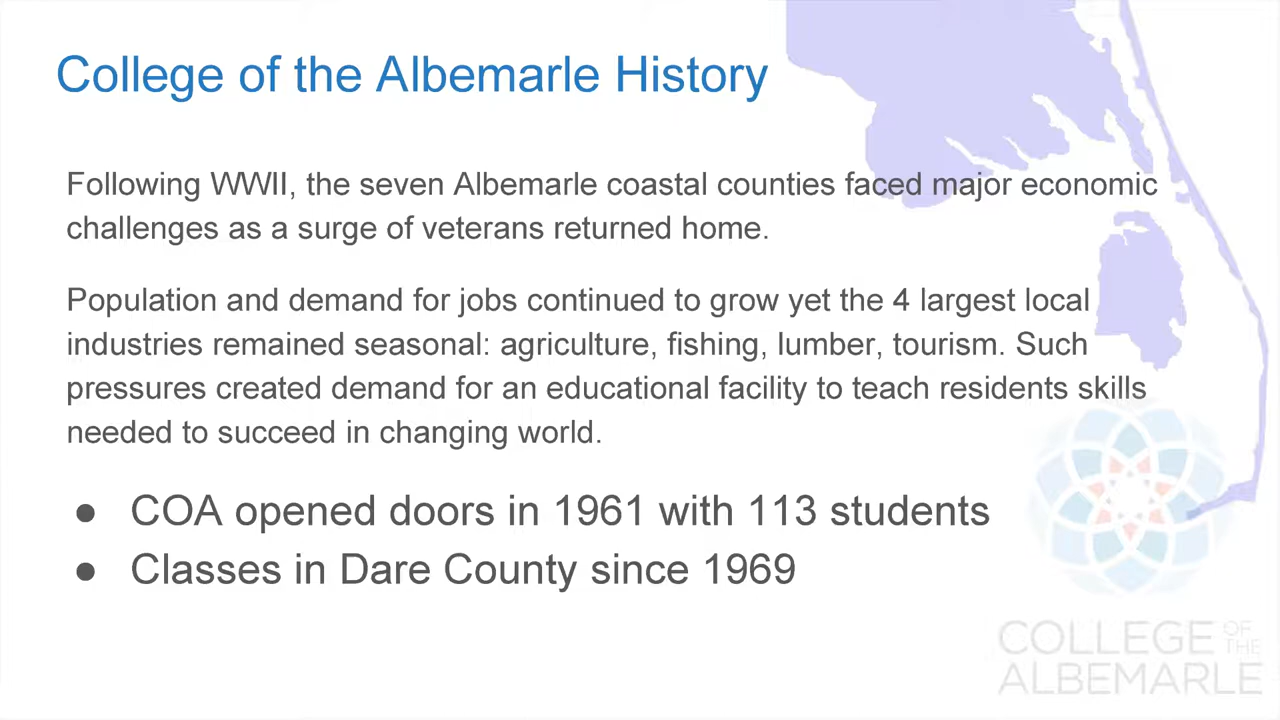 College of the Albemarle History
Following WWII, the seven Albemarle coastal counties faced major economic
challenges as a surge of veterans returned home.
Population and demand for jobs continued to grow yet the 4 largest local
industries remained seasonal: agriculture, fishing, lumber, tourism. Such
pressures created demand for an educational facility to teach residents skills
needed to succeed in changing world.
● COA opened doors in 1961 with 113 students
● Classes in Dare County since 1969
COLLEGE OF THE
ALBEMARLE